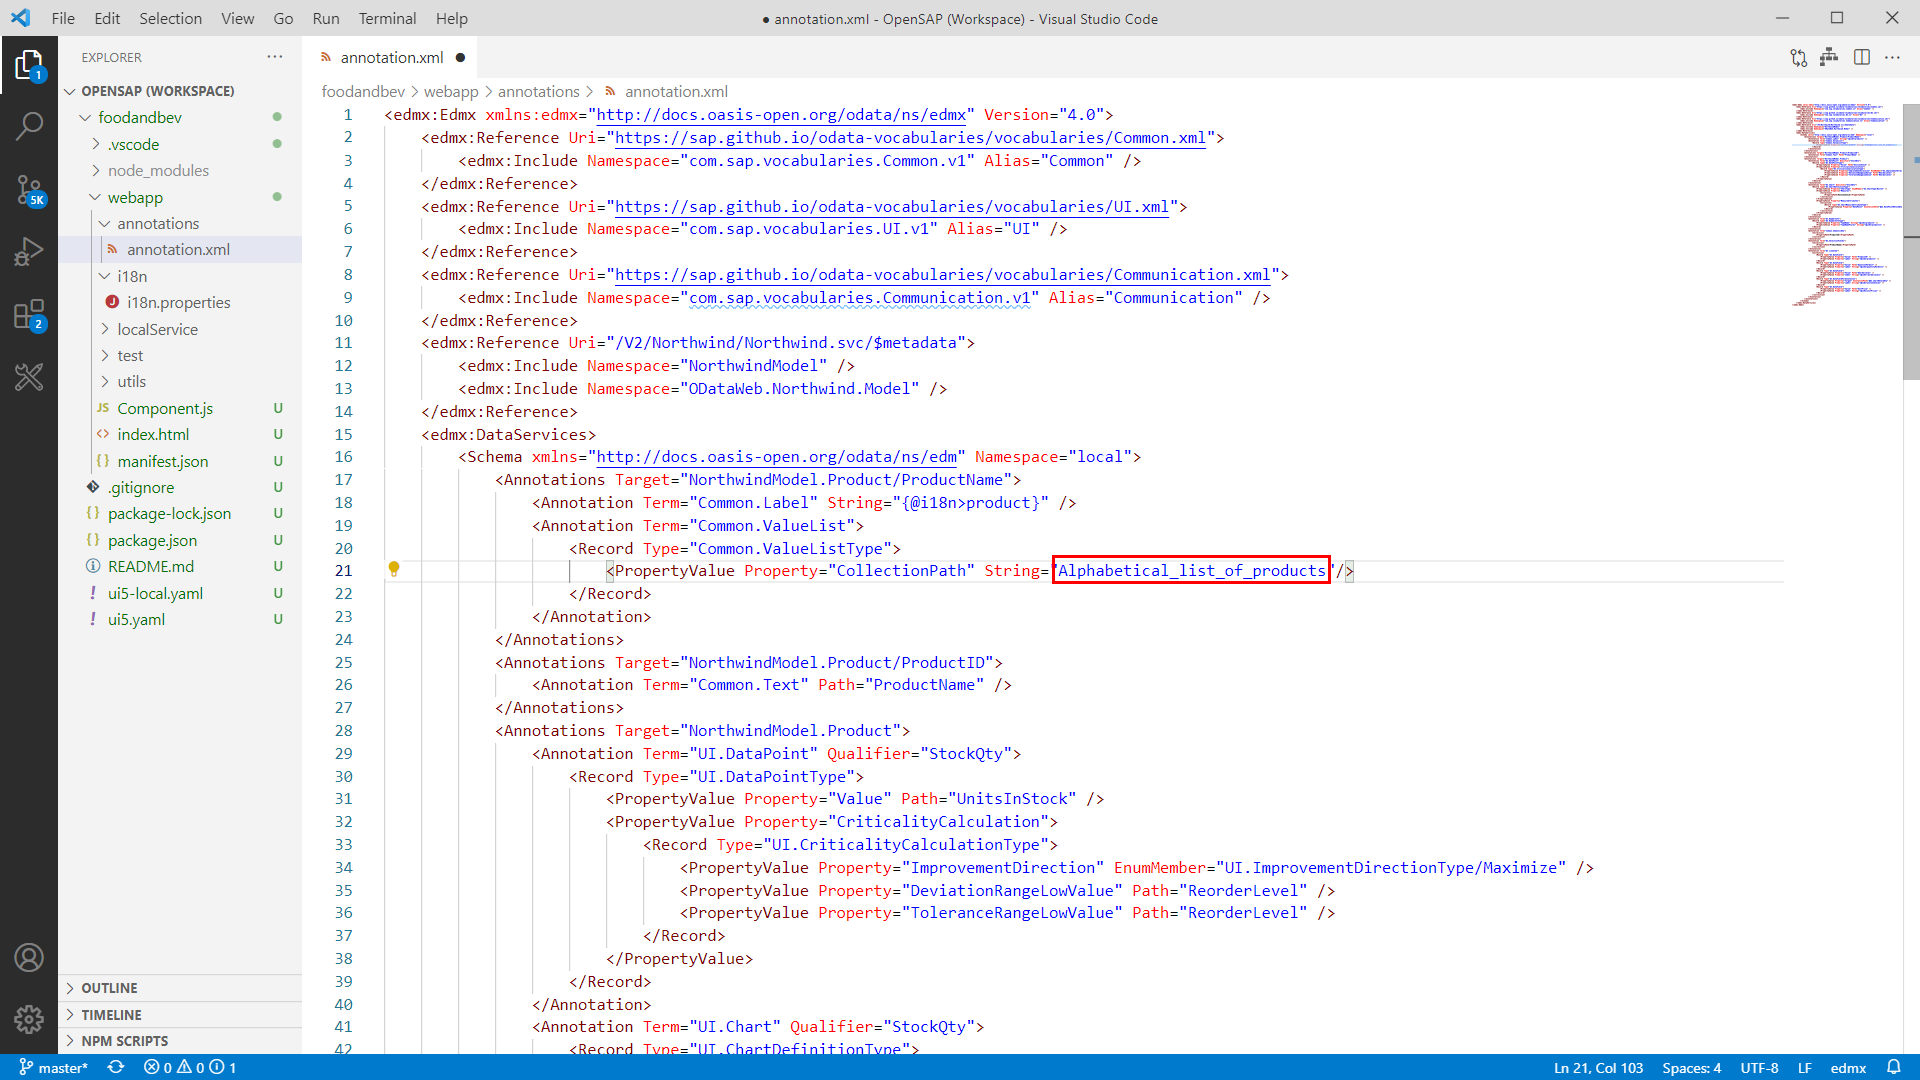 File Edit Selection View Go Run Terminal Help
● annotation.xml - OpenSAP (Workspace) - Visual Studio Code
EXPLORER
annotation.xml
OPENSAP (WORKSPACE)
foodandbev
.vscode
node_modules
webapp
annotations
annotation.xml
i18n
i18n.properties
localService
test
utils
JS Component.js U
index.html U
manifest.json U
.gitignore U
package-lock.json U
package.json U
README.md U
ui5-local.yaml U
ui5.yaml U
OUTLINE
TIMELINE
NPM SCRIPTS
1
5K
2
foodandbev > webapp > annotations > annotation.xml
1 <edmx:Edmx xmlns:edmx="http://docs.oasis-open.org/odata/ns/edmx" Version="4.0">
2 <edmx:Reference Uri="https://sap.github.io/odata-vocabularies/vocabularies/Common.xml">
3 <edmx:Include Namespace="com.sap.vocabularies.Common.v1" Alias="Common" />
4 </edmx:Reference>
5 <edmx:Reference Uri="https://sap.github.io/odata-vocabularies/vocabularies/UI.xml">
6 <edmx:Include Namespace="com.sap.vocabularies.UI.v1" Alias="UI" />
7 </edmx:Reference>
8 <edmx:Reference Uri="https://sap.github.io/odata-vocabularies/vocabularies/Communication.xml">
9 <edmx:Include Namespace="com.sap.vocabularies.Communication.v1" Alias="Communication" />
10 </edmx:Reference>
11 <edmx:Reference Uri="/V2/Northwind/Northwind.svc/$metadata">
12 <edmx:Include Namespace="NorthwindModel" />
13 <edmx:Include Namespace="ODataWeb.Northwind.Model" />
14 </edmx:Reference>
15 <edmx:DataServices>
16 <Schema xmlns="http://docs.oasis-open.org/odata/ns/edm" Namespace="local">
17 <Annotations Target="NorthwindModel.Product/ProductName">
18 <Annotation Term="Common.Label" String="{@i18n>product}" />
19 <Annotation Term="Common.ValueList">
20 <Record Type="Common.ValueListType">
21 <PropertyValue Property="CollectionPath" String="Alphabetical_list_of_products"/>
22 </Record>
23 </Annotation>
24 </Annotations>
25 <Annotations Target="NorthwindModel.Product/ProductID">
26 <Annotation Term="Common.Text" Path="ProductName" />
27 </Annotations>
28 <Annotations Target="NorthwindModel.Product">
29 <Annotation Term="UI.DataPoint" Qualifier="StockQty">
30 <Record Type="UI.DataPointType">
31 <PropertyValue Property="Value" Path="UnitsInStock" />
32 <PropertyValue Property="CriticalityCalculation">
33 <Record Type="UI.CriticalityCalculationType">
34 <PropertyValue Property="ImprovementDirection" EnumMember="UI.ImprovementDirectionType/Maximize" />
35 <PropertyValue Property="DeviationRangeLowValue" Path="ReorderLevel" />
36 <PropertyValue Property="ToleranceRangeLowValue" Path="ReorderLevel" />
37 </Record>
38 </PropertyValue>
39 </Record>
40 </Annotation>
41 <Annotation Term="UI.Chart" Qualifier="StockQty">
42 <Record Type="UI.ChartDefinitionType">
master* 0 0 1 Ln 21, Col 103 Spaces: 4 UTF-8 LF edmx